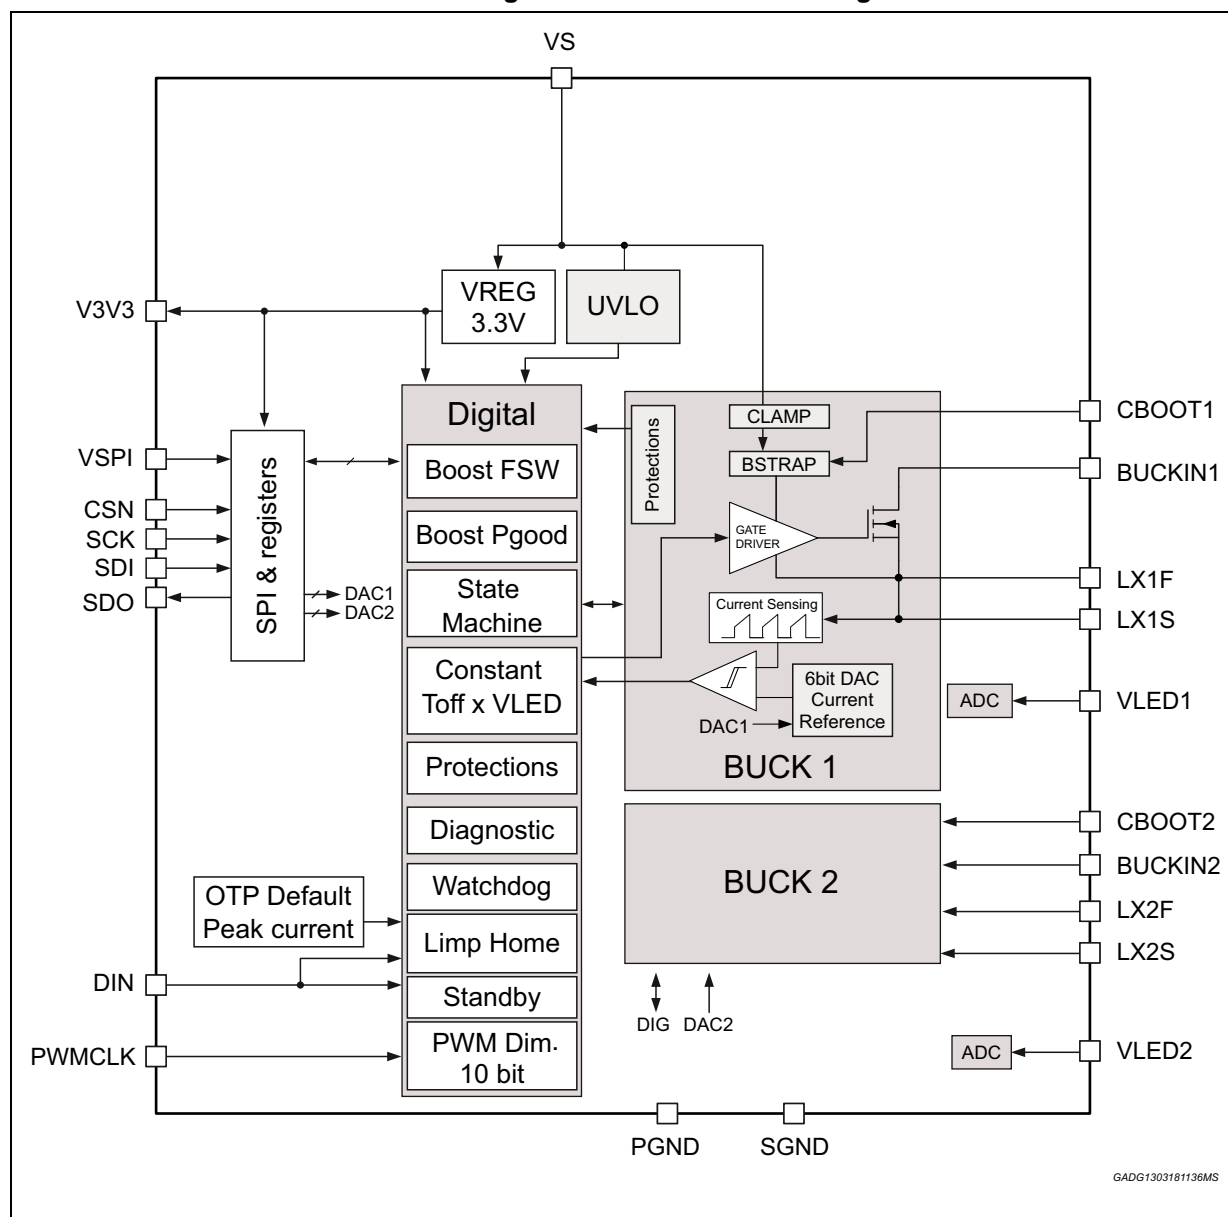 VS
VREG
3.3V
UVLO
V3V3
Digital
Boost FSW
Boost Pgood
State
Machine
Constant
Toff x VLED
Protections
Diagnostic
Watchdog
Limp Home
Standby
PWM Dim.
10 bit
VSPI
CSN
SCK
SDI
SDO
SPI & registers
DAC1
DAC2
OTP Default
Peak current
DIN
PWMCLK
Protections
CLAMP
BSTRAP
GATE
DRIVER
Current Sensing
6bit DAC
Current
Reference
DAC1
BUCK 1
BUCK 2
DIG
DAC2
ADC
ADC
CBOOT1
BUCKIN1
LX1F
LX1S
VLED1
CBOOT2
BUCKIN2
LX2F
LX2S
VLED2
PGND
SGND
GADG1303181136MS